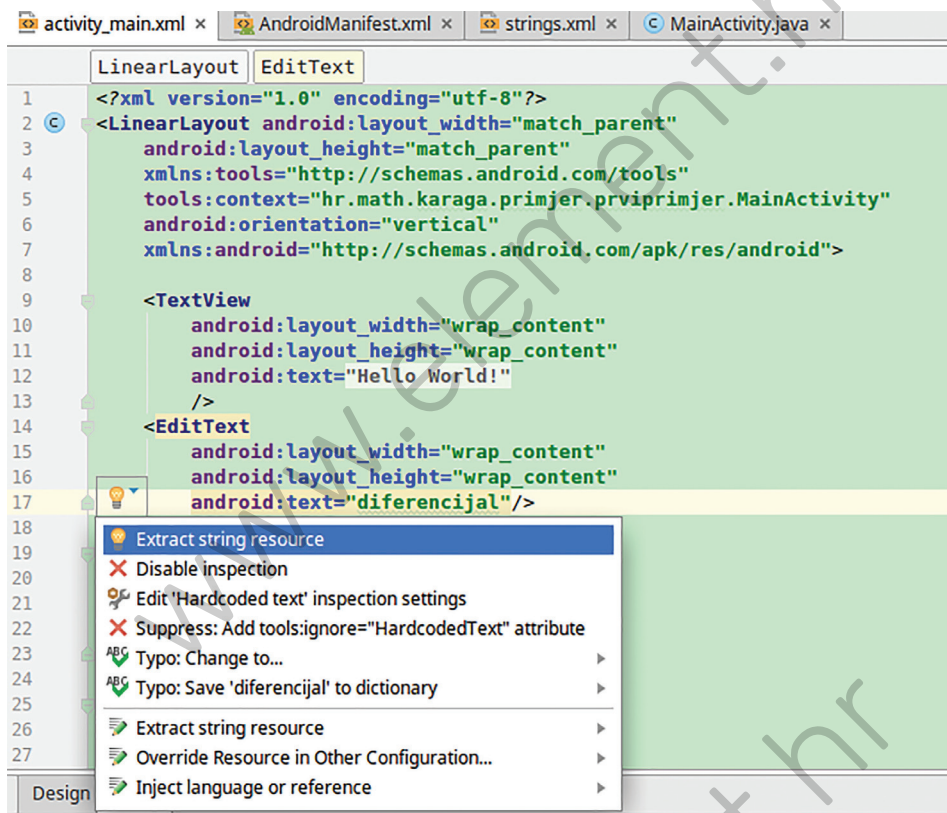 activity_main.xml × AndroidManifest.xml × strings.xml × C MainActivity.java ×
LinearLayout EditText
1 <?xml version="1.0" encoding="utf-8"?>
2 C <LinearLayout android:layout_width="match_parent"
3 android:layout_height="match_parent"
4 xmlns:tools="http://schemas.android.com/tools"
5 tools:context="hr.math.karaga.primjer.prviprimjer.MainActivity"
6 android:orientation="vertical"
7 xmlns:android="http://schemas.android.com/apk/res/android">
8
9 <TextView
10 android:layout_width="wrap_content"
11 android:layout_height="wrap_content"
12 android:text="Hello World!"
13 />
14 <EditText
15 android:layout_width="wrap_content"
16 android:layout_height="wrap_content"
17 android:text="diferencijal"/>
18
19 Extract string resource
20 Disable inspection
21 Edit 'Hardcoded text' inspection settings
22 Suppress: Add tools:ignore="HardcodedText" attribute
23 ABC Typo: Change to...
24 ABC Typo: Save 'diferencijal' to dictionary
25
26 Extract string resource
27 Override Resource in Other Configuration...
Design Inject language or reference
www.element.hr